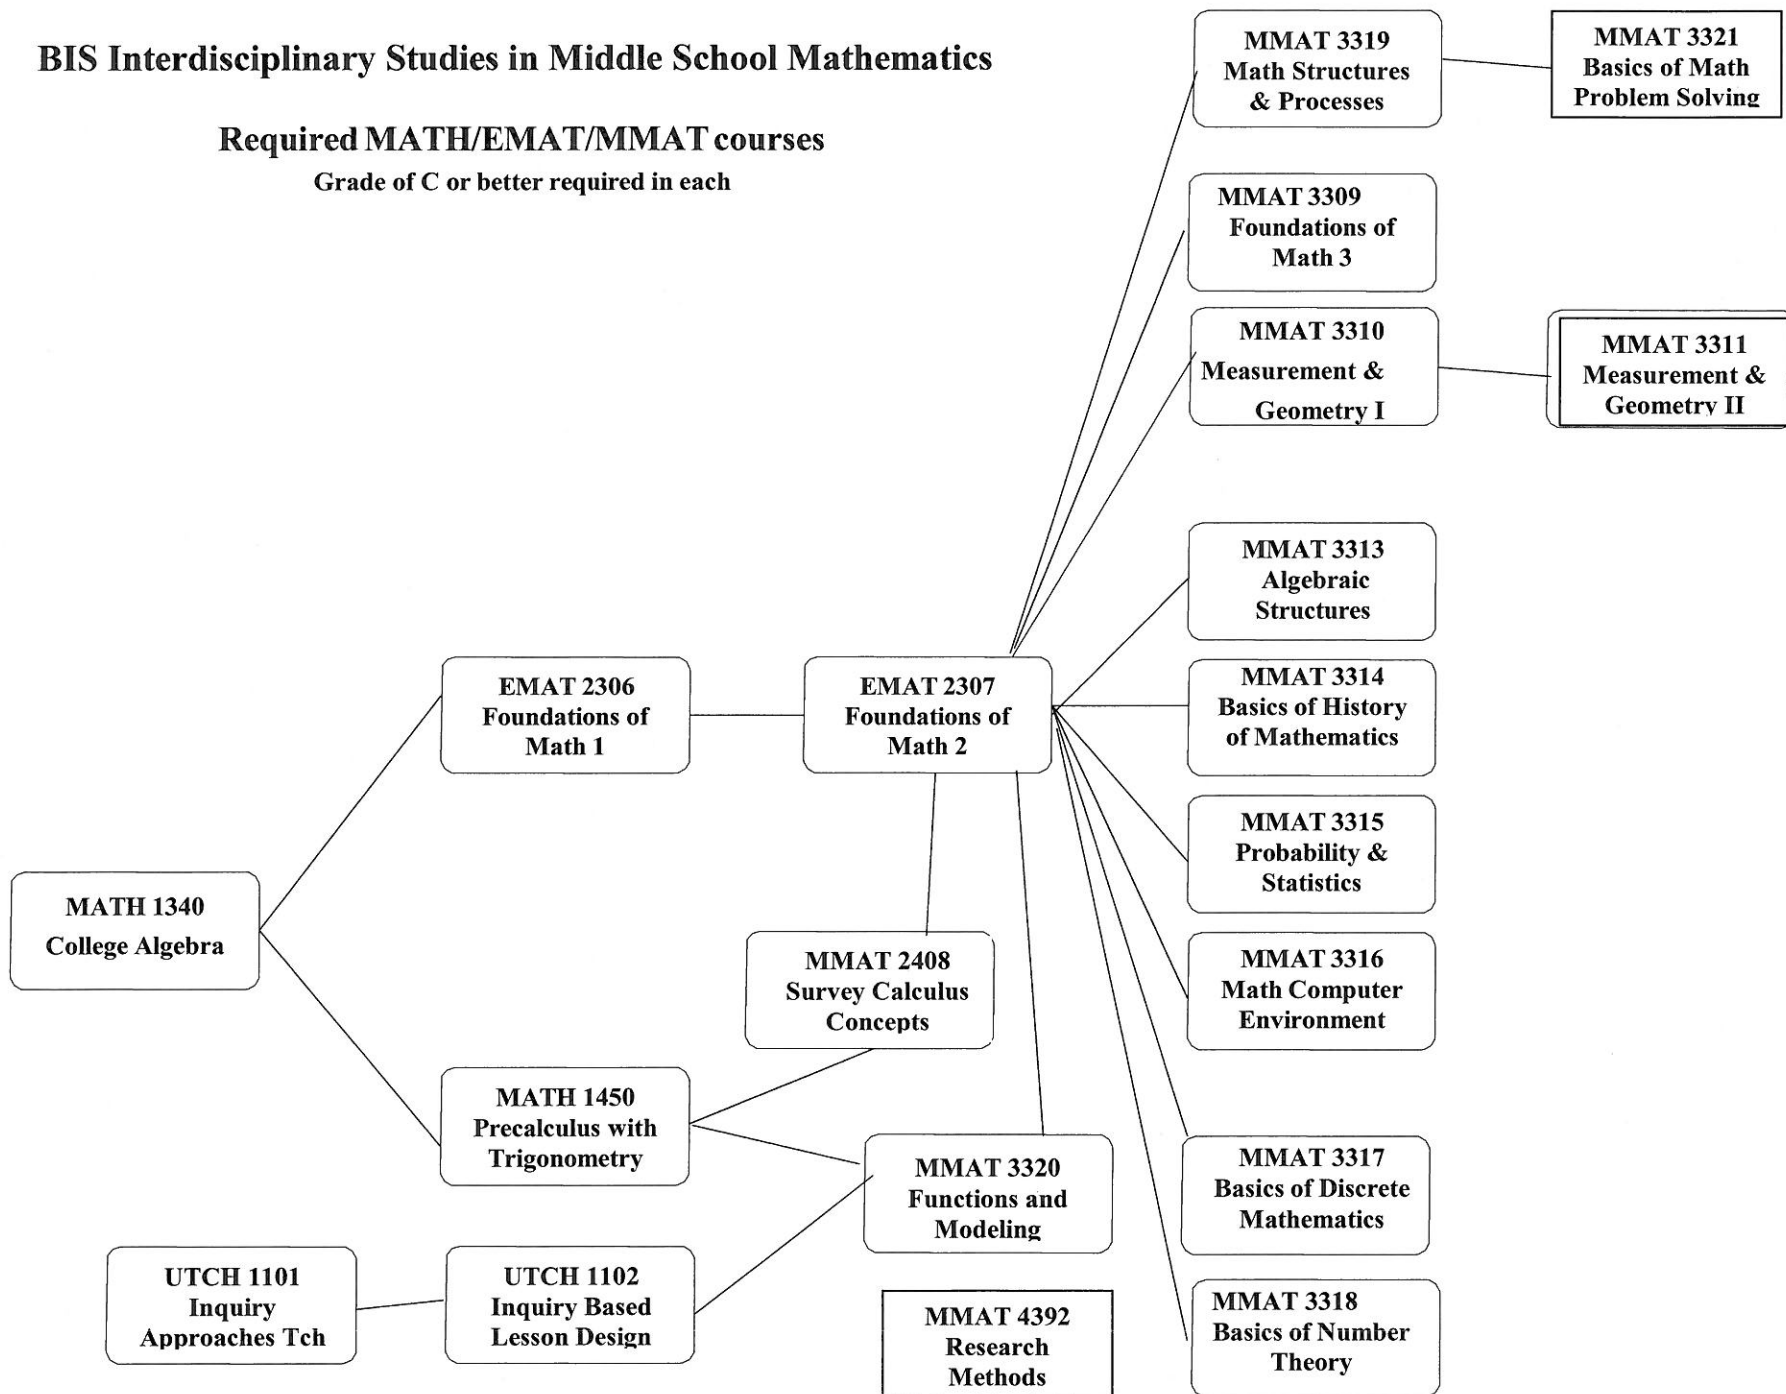 BIS Interdisciplinary Studies in Middle School Mathematics
Required MATH/EMAT/MMAT courses
Grade of C or better required in each
MMAT 3319
Math Structures
& Processes
MMAT 3321
Basics of Math
Problem Solving
MMAT 3309
Foundations of
Math 3
MMAT 3310
Measurement &
Geometry I
MMAT 3311
Measurement &
Geometry II
MMAT 3313
Algebraic
Structures
EMAT 2306
Foundations of
Math 1
EMAT 2307
Foundations of
Math 2
MMAT 3314
Basics of History
of Mathematics
MMAT 3315
Probability &
Statistics
MATH 1340
College Algebra
MMAT 2408
Survey Calculus
Concepts
MMAT 3316
Math Computer
Environment
MATH 1450
Precalculus with
Trigonometry
MMAT 3320
Functions and
Modeling
MMAT 3317
Basics of Discrete
Mathematics
UTCH 1101
Inquiry
Approaches Tch
UTCH 1102
Inquiry Based
Lesson Design
MMAT 4392
Research
Methods
MMAT 3318
Basics of Number
Theory